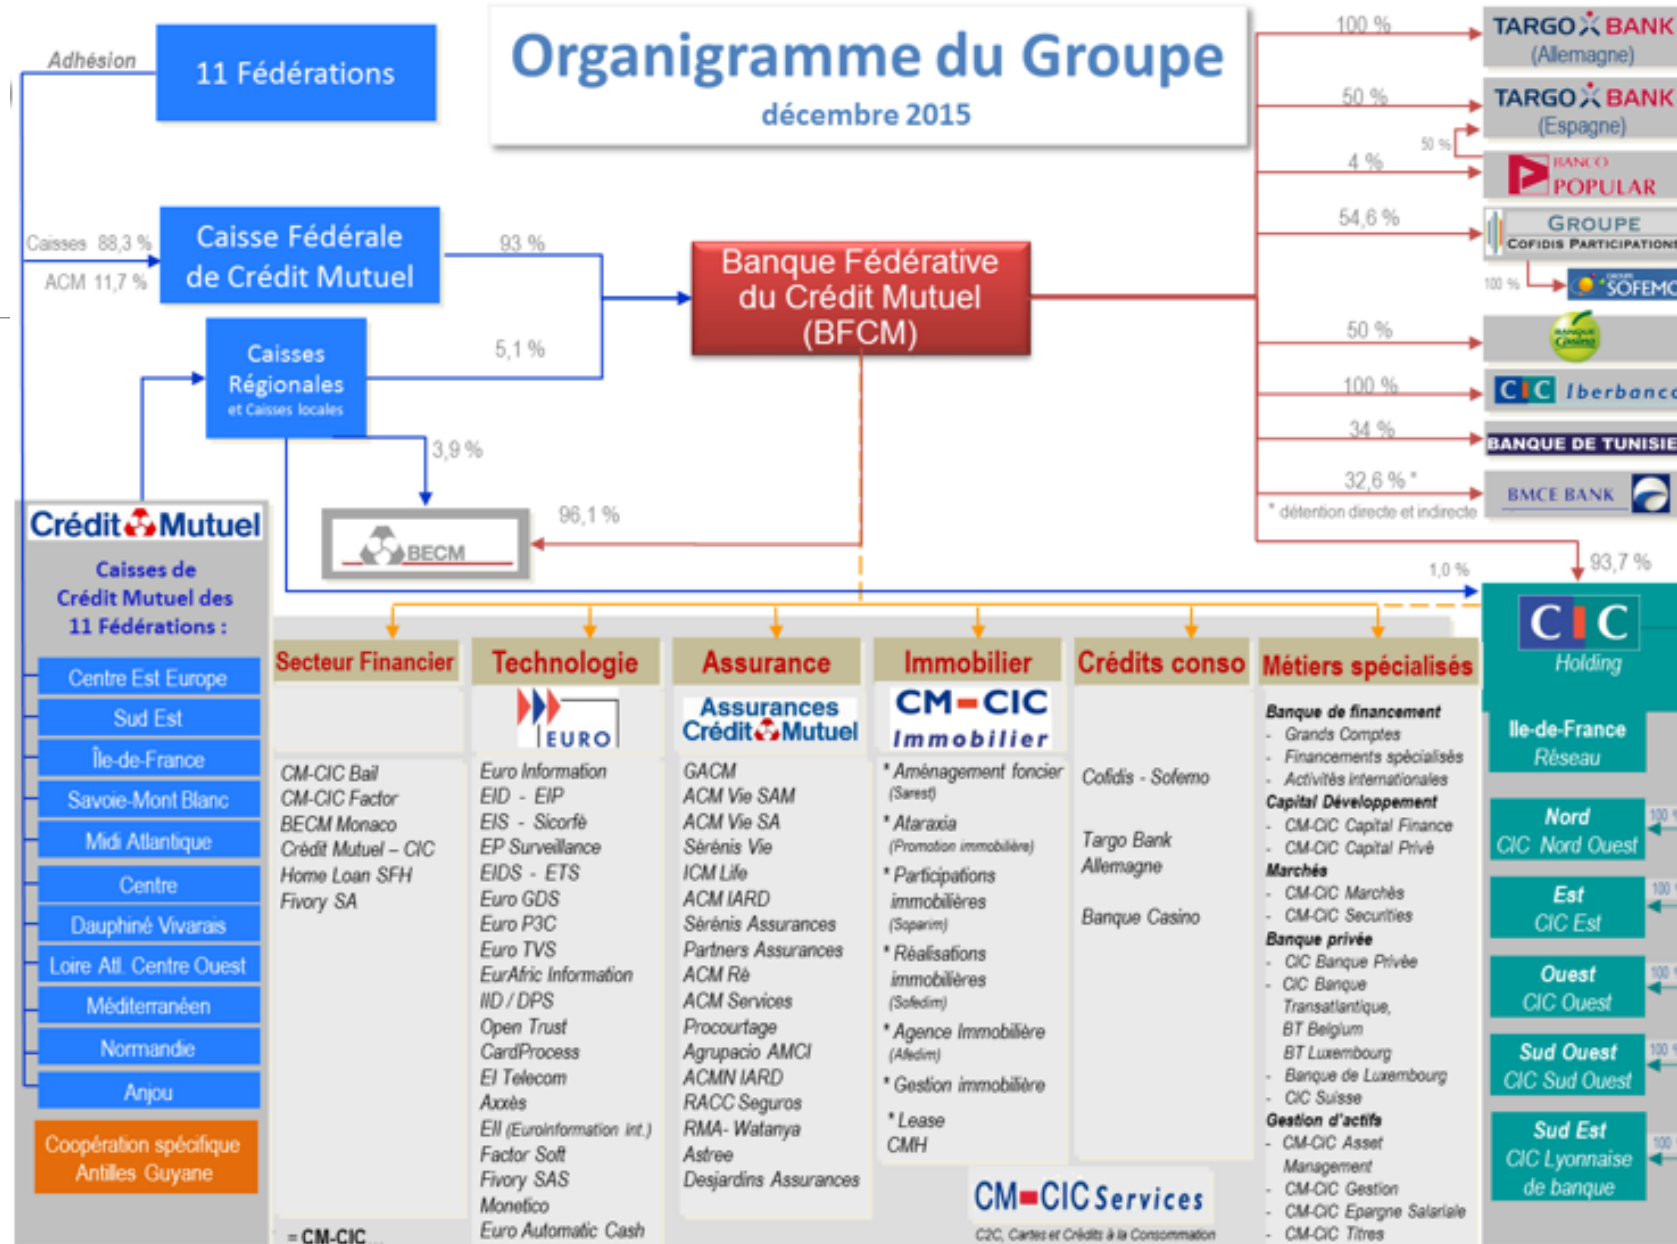 Organigramme du Groupe
décembre 2015
Adhésion
11 Fédérations
Caisses 88,3 %
ACM 11,7 %
Caisse Fédérale
de Crédit Mutuel
93 %
Caisses
Régionales
et Caisses locales
5,1 %
3,9 %
Banque Fédérative
du Crédit Mutuel
(BFCM)
BECM
96,1 %
100 %
TARGO BANK
(Allemagne)
50 %
TARGO BANK
(Espagne)
50 %
4 %
BANCO
POPULAR
54,6 %
GROUPE
COFIDIS PARTICIPATIONS
100 %
GROUPE
SOFEMO
50 %
BANQUE
Casino
100 %
CIC Iberbanco
34 %
BANQUE DE TUNISIE
32,6 % *
BMCE BANK
* détention directe et indirecte
1,0 %
93,7 %
Crédit Mutuel
Caisses de
Crédit Mutuel des
11 Fédérations :
Centre Est Europe
Sud Est
Île-de-France
Savoie-Mont Blanc
Midi Atlantique
Centre
Dauphiné Vivarais
Loire Atl. Centre Ouest
Méditerranéen
Normandie
Anjou
Coopération spécifique
Antilles Guyane
Secteur Financier
CM-CIC Bail
CM-CIC Factor
BECM Monaco
Crédit Mutuel – CIC
Home Loan SFH
Fivory SA
= CM-CIC...
Technologie
EURO
Euro Information
EID - EIP
EIS - Sicorfé
EP Surveillance
EIDS - ETS
Euro GDS
Euro P3C
Euro TVS
EurAfric Information
IID / DPS
Open Trust
CardProcess
EI Telecom
Axxès
EII (Euroinformation int.)
Factor Soft
Fivory SAS
Monetico
Euro Automatic Cash
Assurance
Assurances
Crédit Mutuel
GACM
ACM Vie SAM
ACM Vie SA
Sérénis Vie
ICM Life
ACM IARD
Sérénis Assurances
Partners Assurances
ACM Ré
ACM Services
Procourtage
Agrupacio AMCI
ACMN IARD
RACC Seguros
RMA- Watanya
Astree
Desjardins Assurances
Immobilier
CM-CIC
Immobilier
* Aménagement foncier
(Sarest)
* Ataraxia
(Promotion immobilière)
* Participations
immobilières
(Soparim)
* Réalisations
immobilières
(Sofedim)
* Agence Immobilière
(Afedim)
* Gestion immobilière
* Lease
CMH
Crédits conso
Cofidis - Sofemo
Targo Bank
Allemagne
Banque Casino
CM-CIC Services
C2C, Cartes et Crédits à la Consommation
Métiers spécialisés
Banque de financement
- Grands Comptes
- Financements spécialisés
- Activités internationales
Capital Développement
- CM-CIC Capital Finance
- CM-CIC Capital Privé
Marchés
- CM-CIC Marchés
- CM-CIC Securities
Banque privée
- CIC Banque Privée
- CIC Banque
Transatlantique,
BT Belgium
BT Luxembourg
- Banque de Luxembourg
- CIC Suisse
Gestion d'actifs
- CM-CIC Asset
Management
- CM-CIC Gestion
- CM-CIC Epargne Salariale
- CM-CIC Titres
CIC
Holding
Ile-de-France
Réseau
Nord
CIC Nord Ouest
100 %
Est
CIC Est
100 %
Ouest
CIC Ouest
100 %
Sud Ouest
CIC Sud Ouest
100 %
Sud Est
CIC Lyonnaise
de banque
100